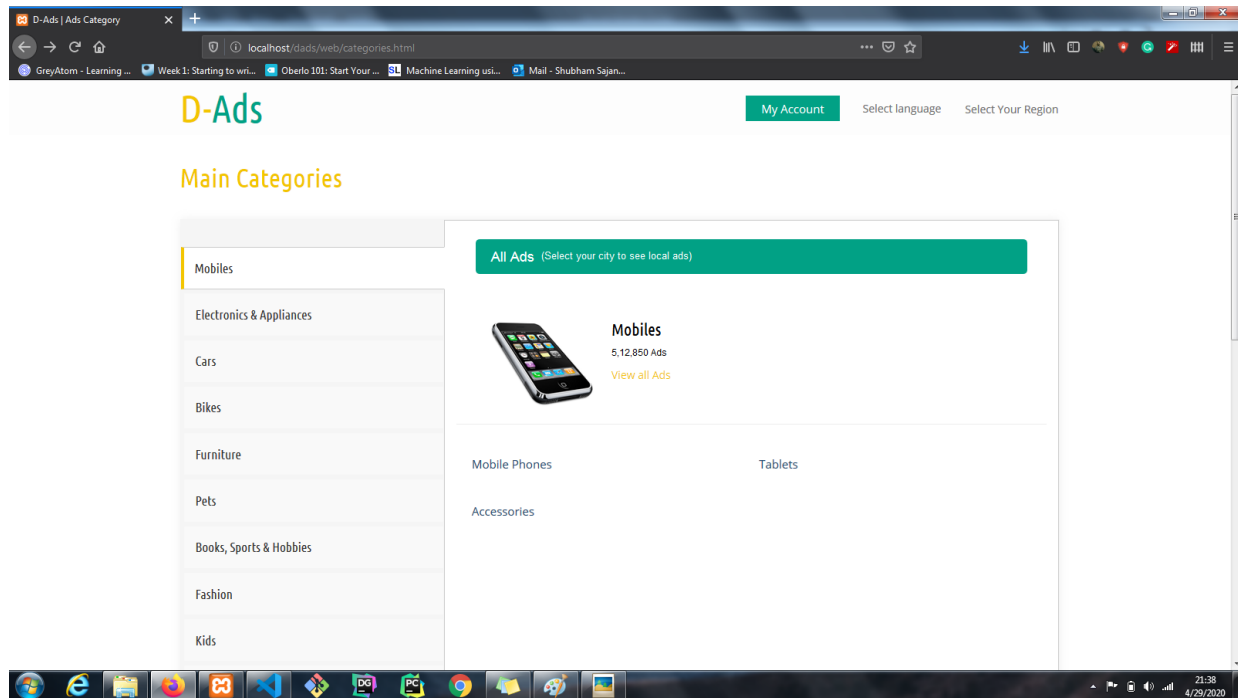 D-Ads | Ads Category
localhost/dads/web/categories.html
GreyAtom - Learning ... Week 1: Starting to wri... Oberlo 101: Start Your ... SL Machine Learning usi... Mail - Shubham Sajan...
D-Ads
My Account Select language Select Your Region
Main Categories
Mobiles
Electronics & Appliances
Cars
Bikes
Furniture
Pets
Books, Sports & Hobbies
Fashion
Kids
All Ads (Select your city to see local ads)
Mobiles
5,12,850 Ads
View all Ads
Mobile Phones Tablets
Accessories
DG PC
21:38
4/29/2020